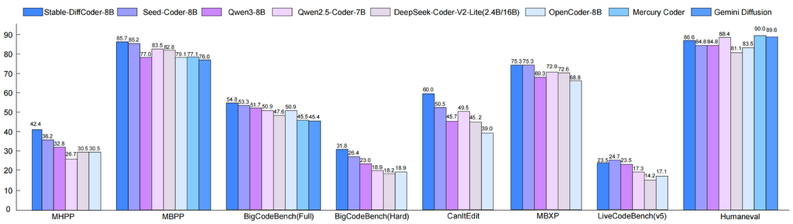 Stable-DiffCoder-8B Seed-Coder-8B Qwen3-8B Qwen2.5-Coder-7B DeepSeek-Coder-V2-Lite(2.4B/16B) OpenCoder-8B Mercury Coder Gemini Diffusion
90
80
70
60
50
40
30
20
10
0
42.4 36.2 32.8 26.7 30.5 30.5
85.7 85.2 77.0 83.5 82.8 79.1 77.1 76.0
54.8 53.3 51.7 50.9 47.6 50.9 45.5 45.4
31.8 26.4 23.0 18.9 18.2 18.9
60.0 50.5 45.7 49.5 45.2 39.0
75.3 75.3 69.3 72.9 72.6 66.8
23.5 24.7 23.5 17.3 14.2 17.1
86.6 84.8 84.8 88.4 81.1 83.5 90.0 89.6
MHPP MBPP BigCodeBench(Full) BigCodeBench(Hard) CanItEdit MBXP LiveCodeBench(v5) Humaneval